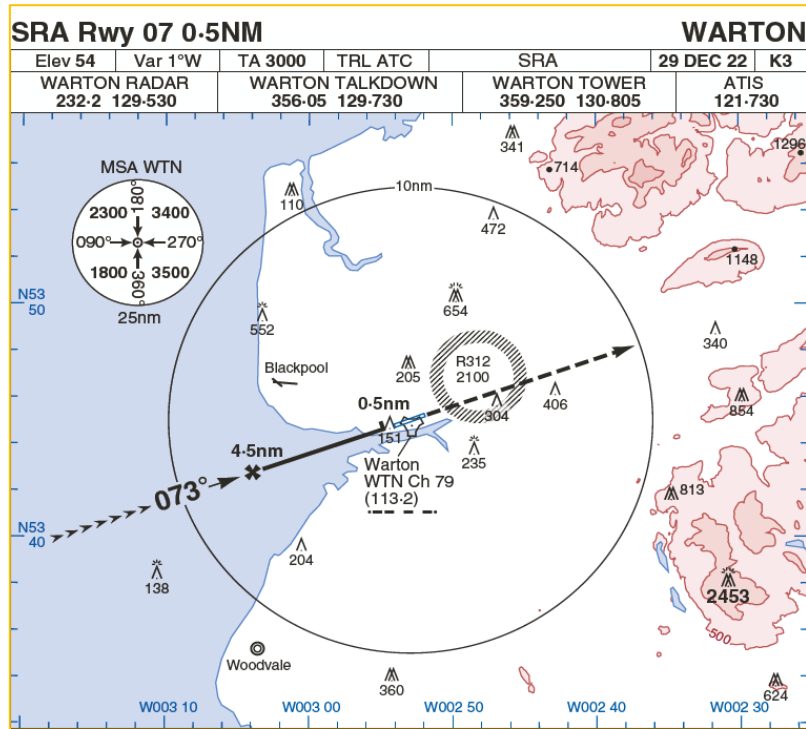 SRA Rwy 07 0·5NM
WARTON
Elev 54
Var 1°W
TA 3000
TRL ATC
SRA
29 DEC 22
K3
WARTON RADAR
232·2 129·530
WARTON TALKDOWN
356·05 129·730
WARTON TOWER
359·250 130·805
ATIS
121·730
341
714
1296
MSA WTN
180°
2300
3400
090°
270°
1800
3500
360°
25nm
10nm
110
472
1148
N53
50
552
654
340
Blackpool
205
R312
2100
0·5nm
304
406
854
151
4·5nm
235
073°
Warton
WTN Ch 79
(113·2)
813
N53
40
204
138
2453
500
Woodvale
360
624
W003 10
W003 00
W002 50
W002 40
W002 30